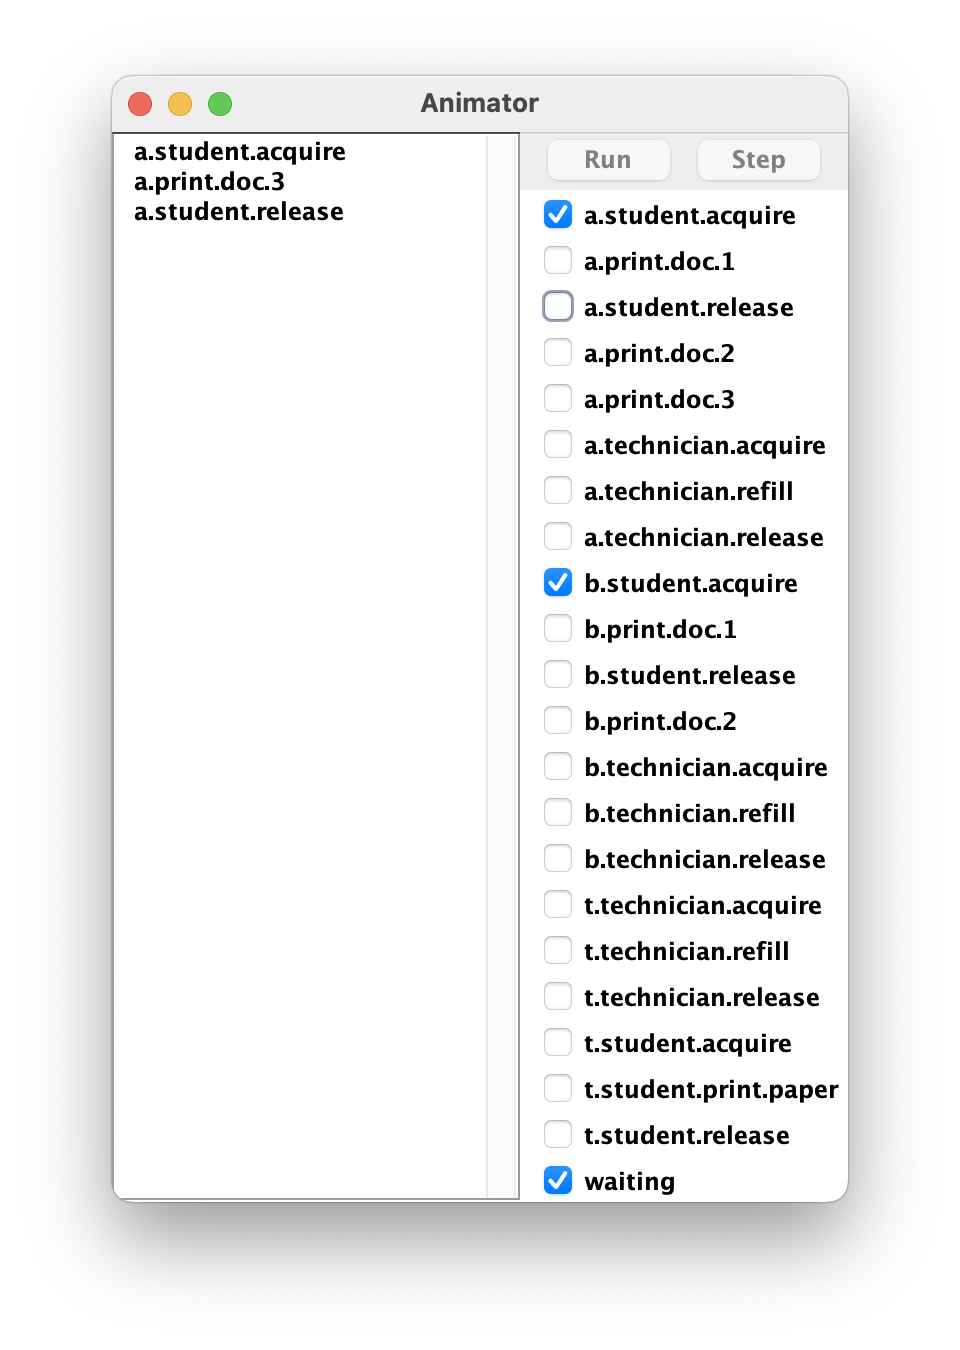 Animator
a.student.acquire
a.print.doc.3
a.student.release
Run
Step
a.student.acquire
a.print.doc.1
a.student.release
a.print.doc.2
a.print.doc.3
a.technician.acquire
a.technician.refill
a.technician.release
b.student.acquire
b.print.doc.1
b.student.release
b.print.doc.2
b.technician.acquire
b.technician.refill
b.technician.release
t.technician.acquire
t.technician.refill
t.technician.release
t.student.acquire
t.student.print.paper
t.student.release
waiting